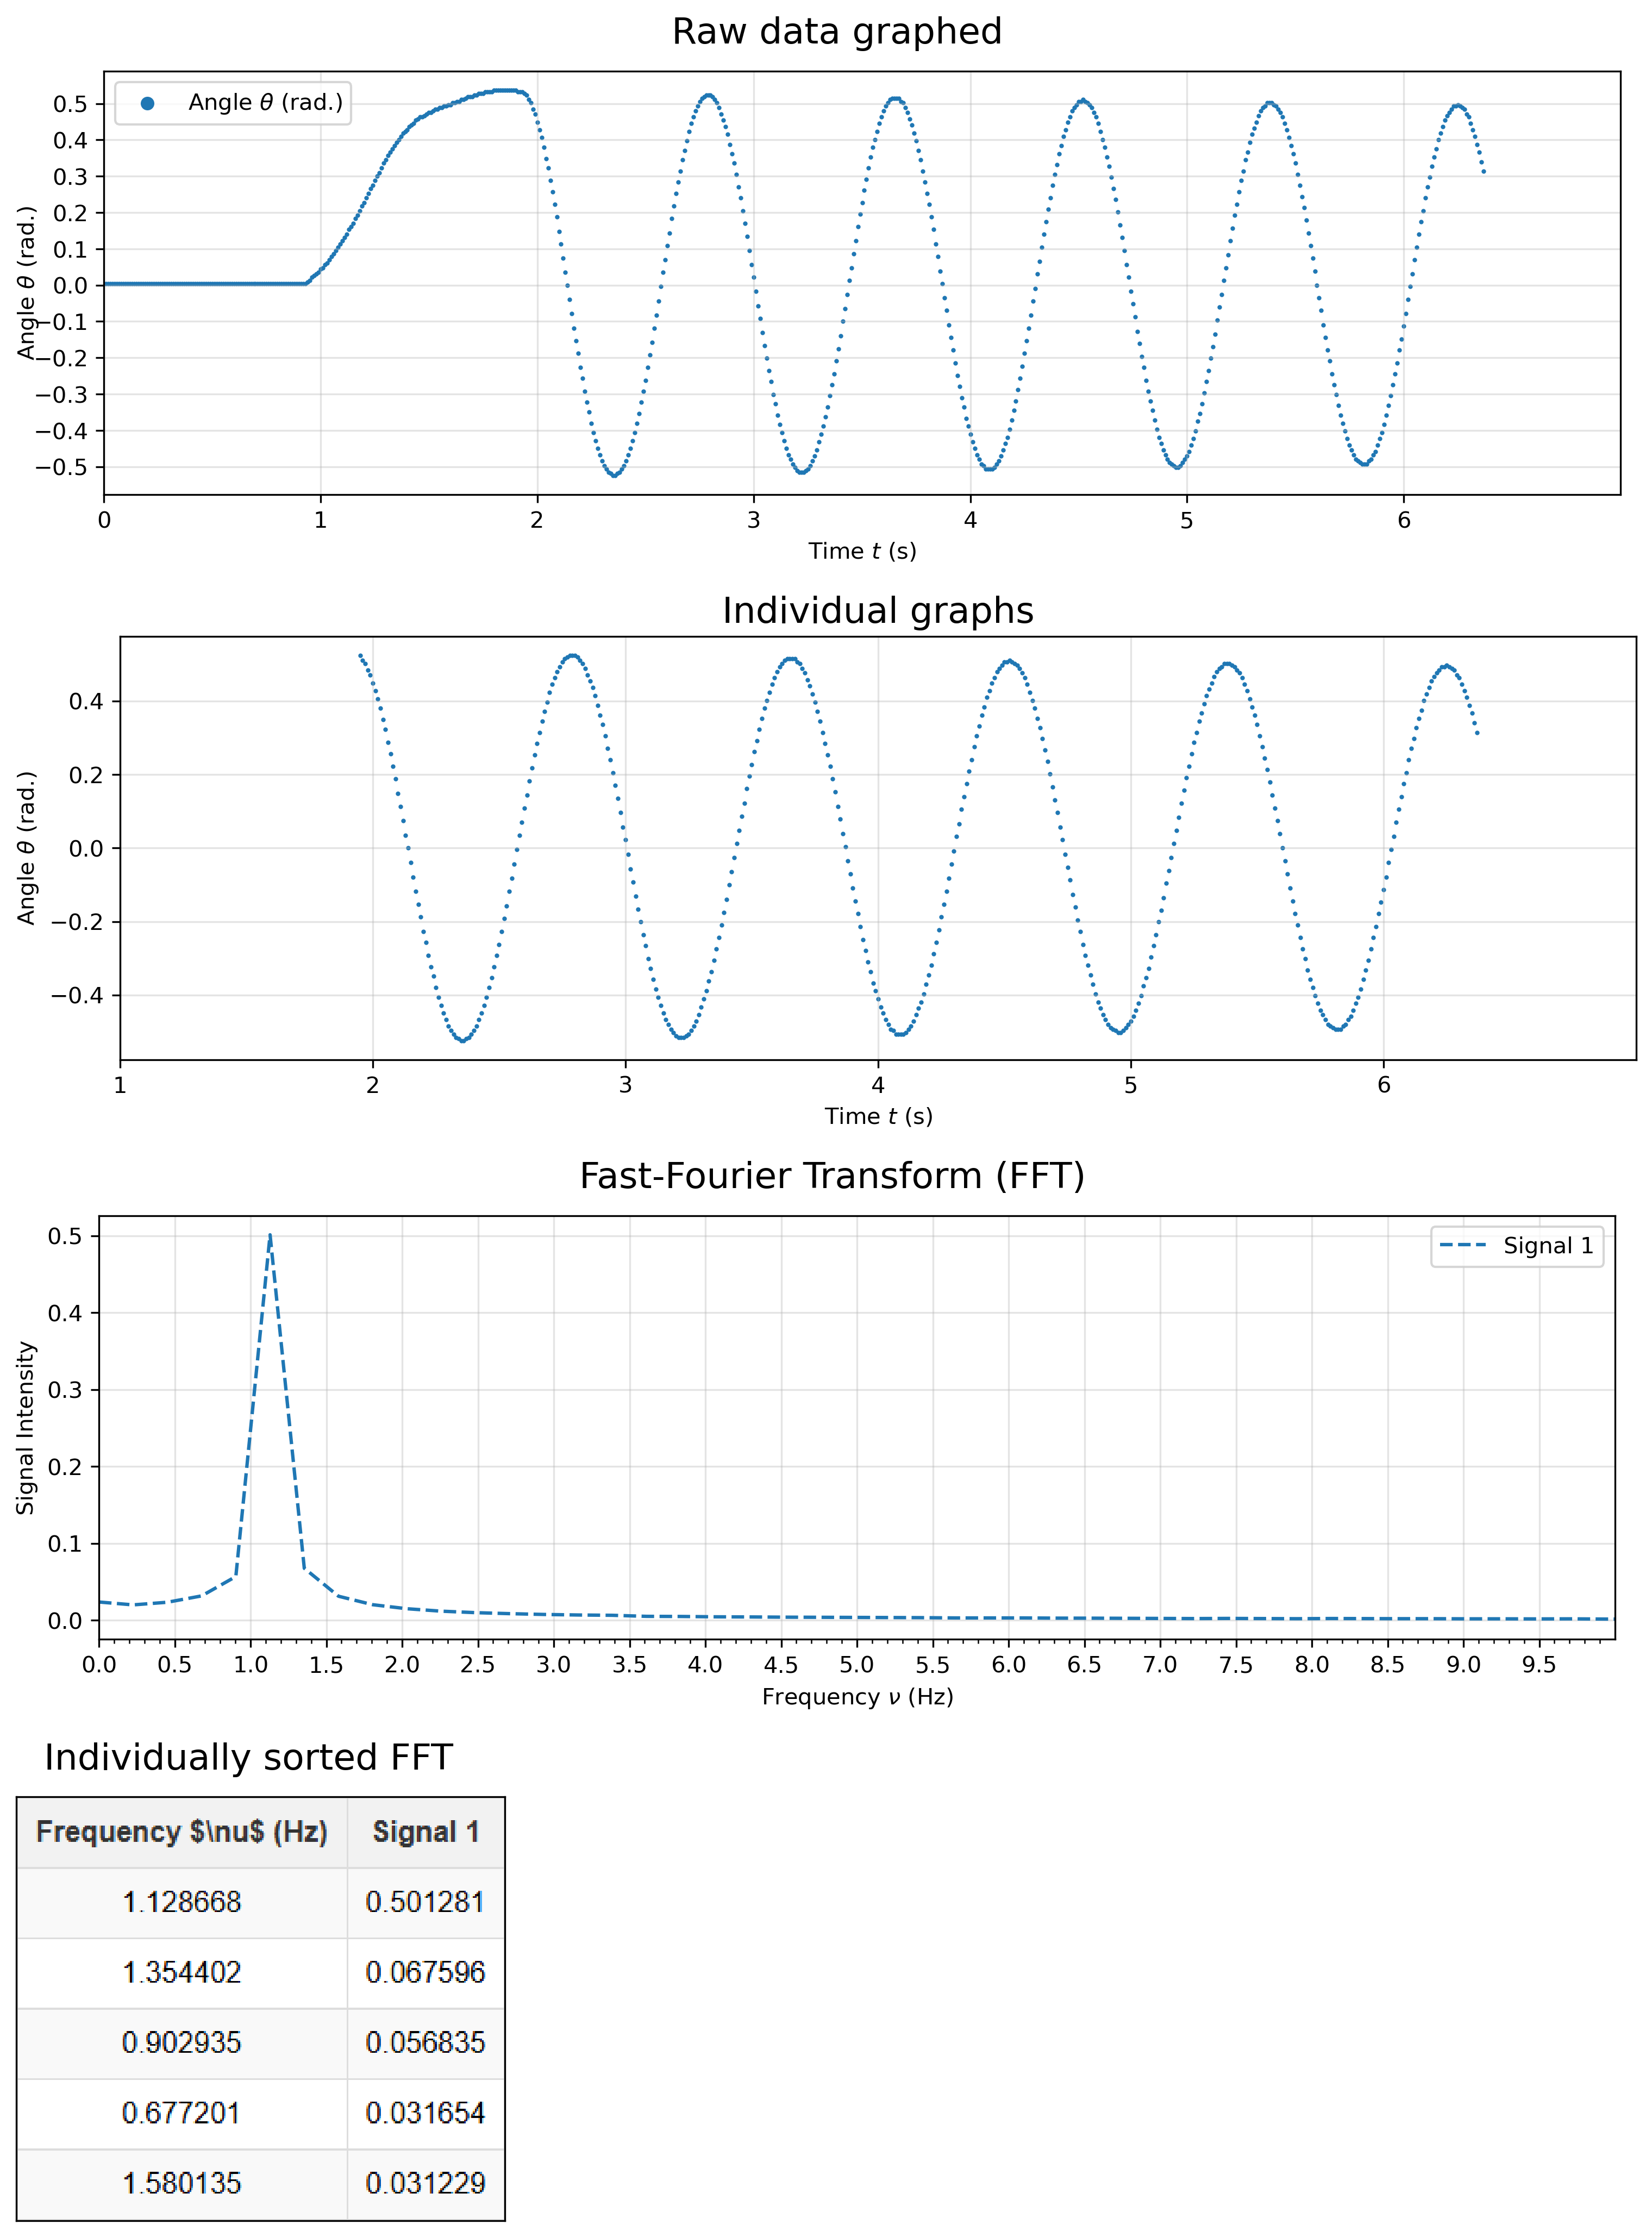 Raw data graphed
Angle θ (rad.)
Angle θ (rad.)
0.5
0.4
0.3
0.2
0.1
0.0
−0.1
−0.2
−0.3
−0.4
−0.5
0 1 2 3 4 5 6
Time t (s)
Individual graphs
Angle θ (rad.)
0.4
0.2
0.0
−0.2
−0.4
1 2 3 4 5 6
Time t (s)
Fast-Fourier Transform (FFT)
Signal 1
Signal Intensity
0.5
0.4
0.3
0.2
0.1
0.0
0.0 0.5 1.0 1.5 2.0 2.5 3.0 3.5 4.0 4.5 5.0 5.5 6.0 6.5 7.0 7.5 8.0 8.5 9.0 9.5
Frequency ν (Hz)
Individually sorted FFT
Frequency $\nu$ (Hz) Signal 1
1.128668 0.501281
1.354402 0.067596
0.902935 0.056835
0.677201 0.031654
1.580135 0.031229